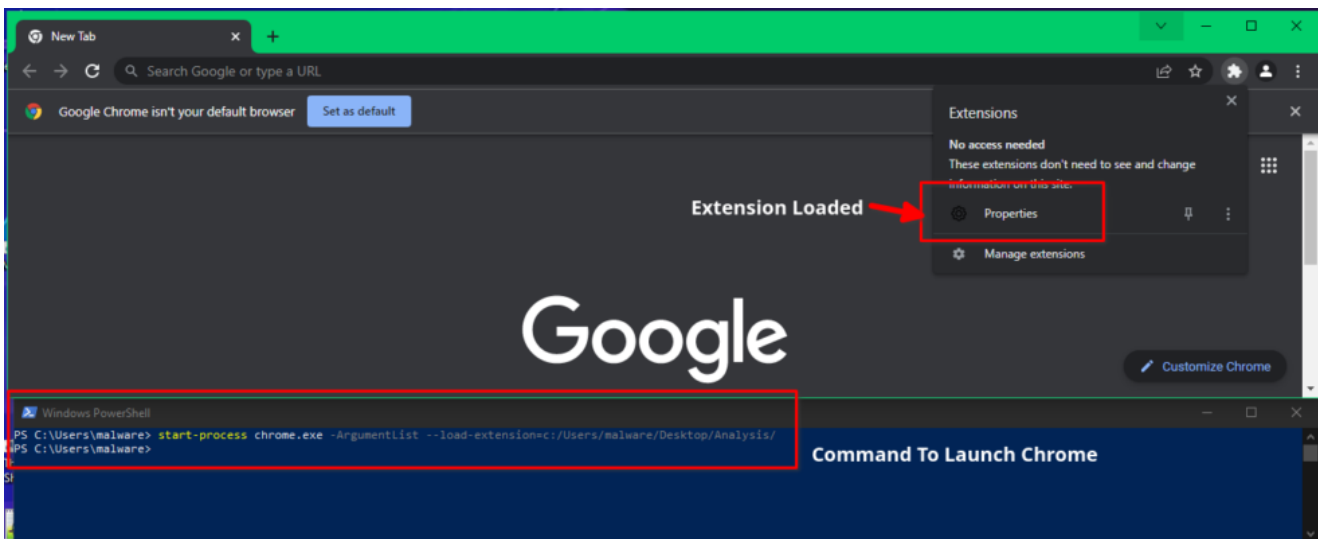 New Tab
Search Google or type a URL
Google Chrome isn't your default browser
Set as default
Extensions
No access needed
These extensions don't need to see and change
information on this site.
Extension Loaded
Properties
Manage extensions
Google
Customize Chrome
Windows PowerShell
PS C:\Users\malware> start-process chrome.exe -ArgumentList --load-extension=c:/Users/malware/Desktop/Analysis/
PS C:\Users\malware>
Command To Launch Chrome